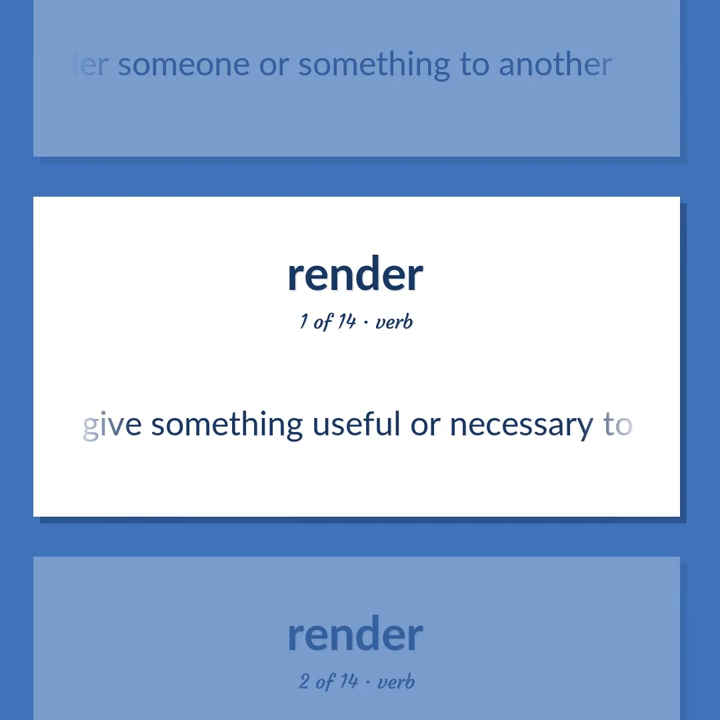 someone or something to another
render
1 of 14 · verb
give something useful or necessary to
render
2 of 14 · verb